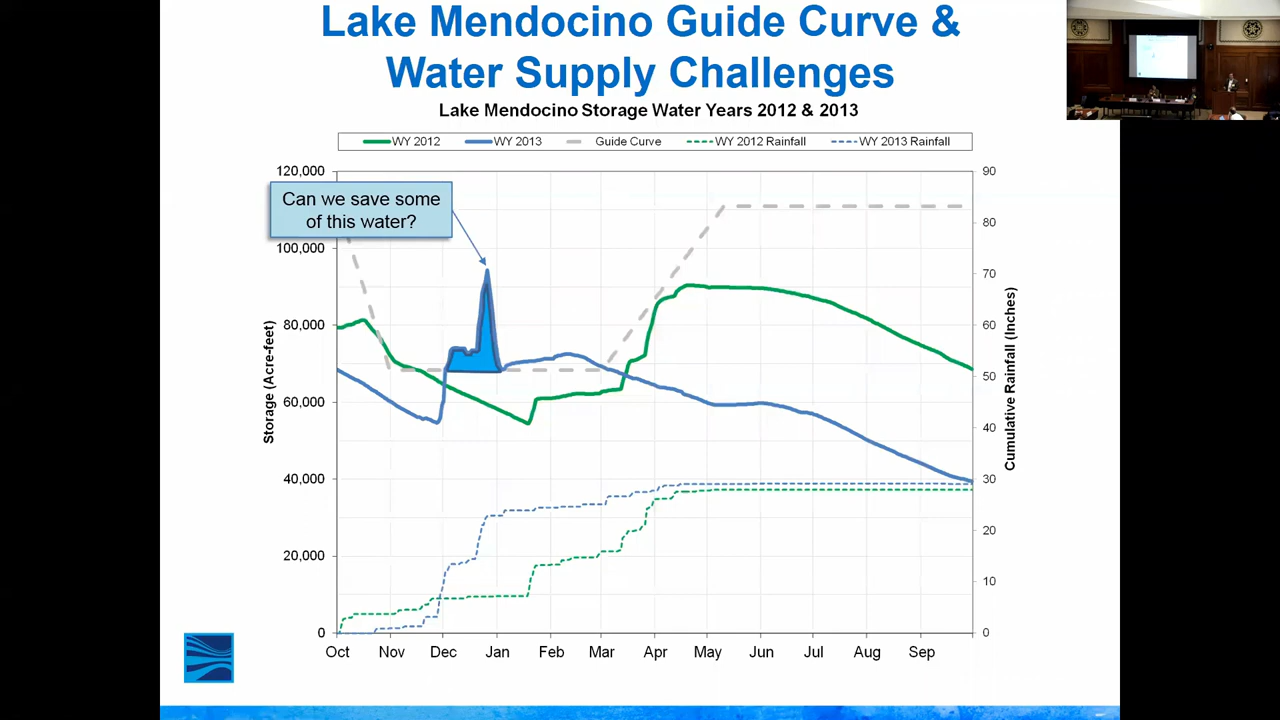 Lake Mendocino Guide Curve &
Water Supply Challenges
Lake Mendocino Storage Water Years 2012 & 2013
WY 2012 WY 2013 Guide Curve WY 2012 Rainfall WY 2013 Rainfall
Can we save some
of this water?
120,000
100,000
80,000
60,000
40,000
20,000
0
Storage (Acre-feet)
90
80
70
60
50
40
30
20
10
0
Cumulative Rainfall (Inches)
Oct Nov Dec Jan Feb Mar Apr May Jun Jul Aug Sep